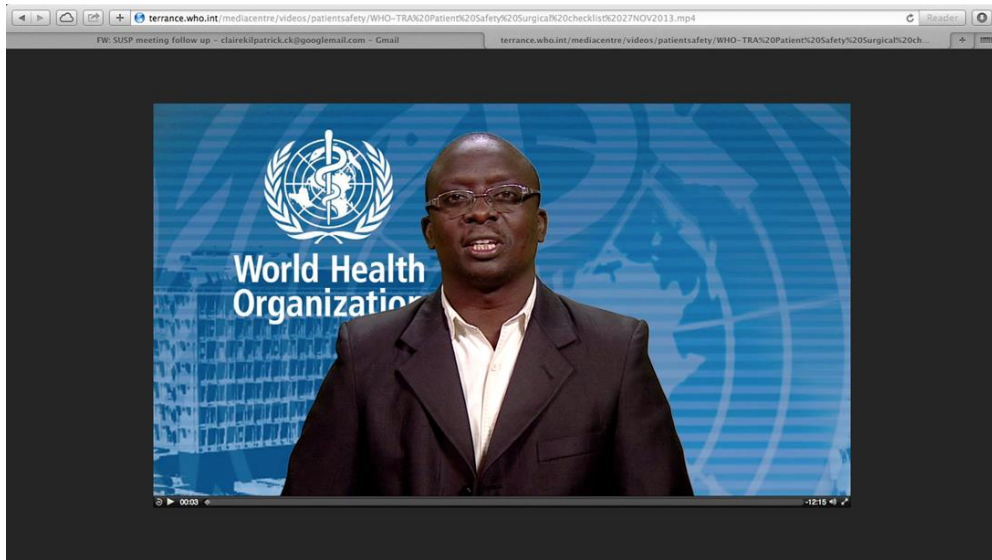 terrance.who.int/mediacentre/videos/patientsafety/WHO-TRA%20Patient%20Safety%20Surgical%20checklist%2027NOV2013.mp4
Reader
FW: SUSP meeting follow up – clairekilpatrick.ck@googlemail.com – Gmail
terrance.who.int/mediacentre/videos/patientsafety/WHO-TRA%20Patient%20Safety%20Surgical%20ch...
World Health
Organization
00:03
-12:15